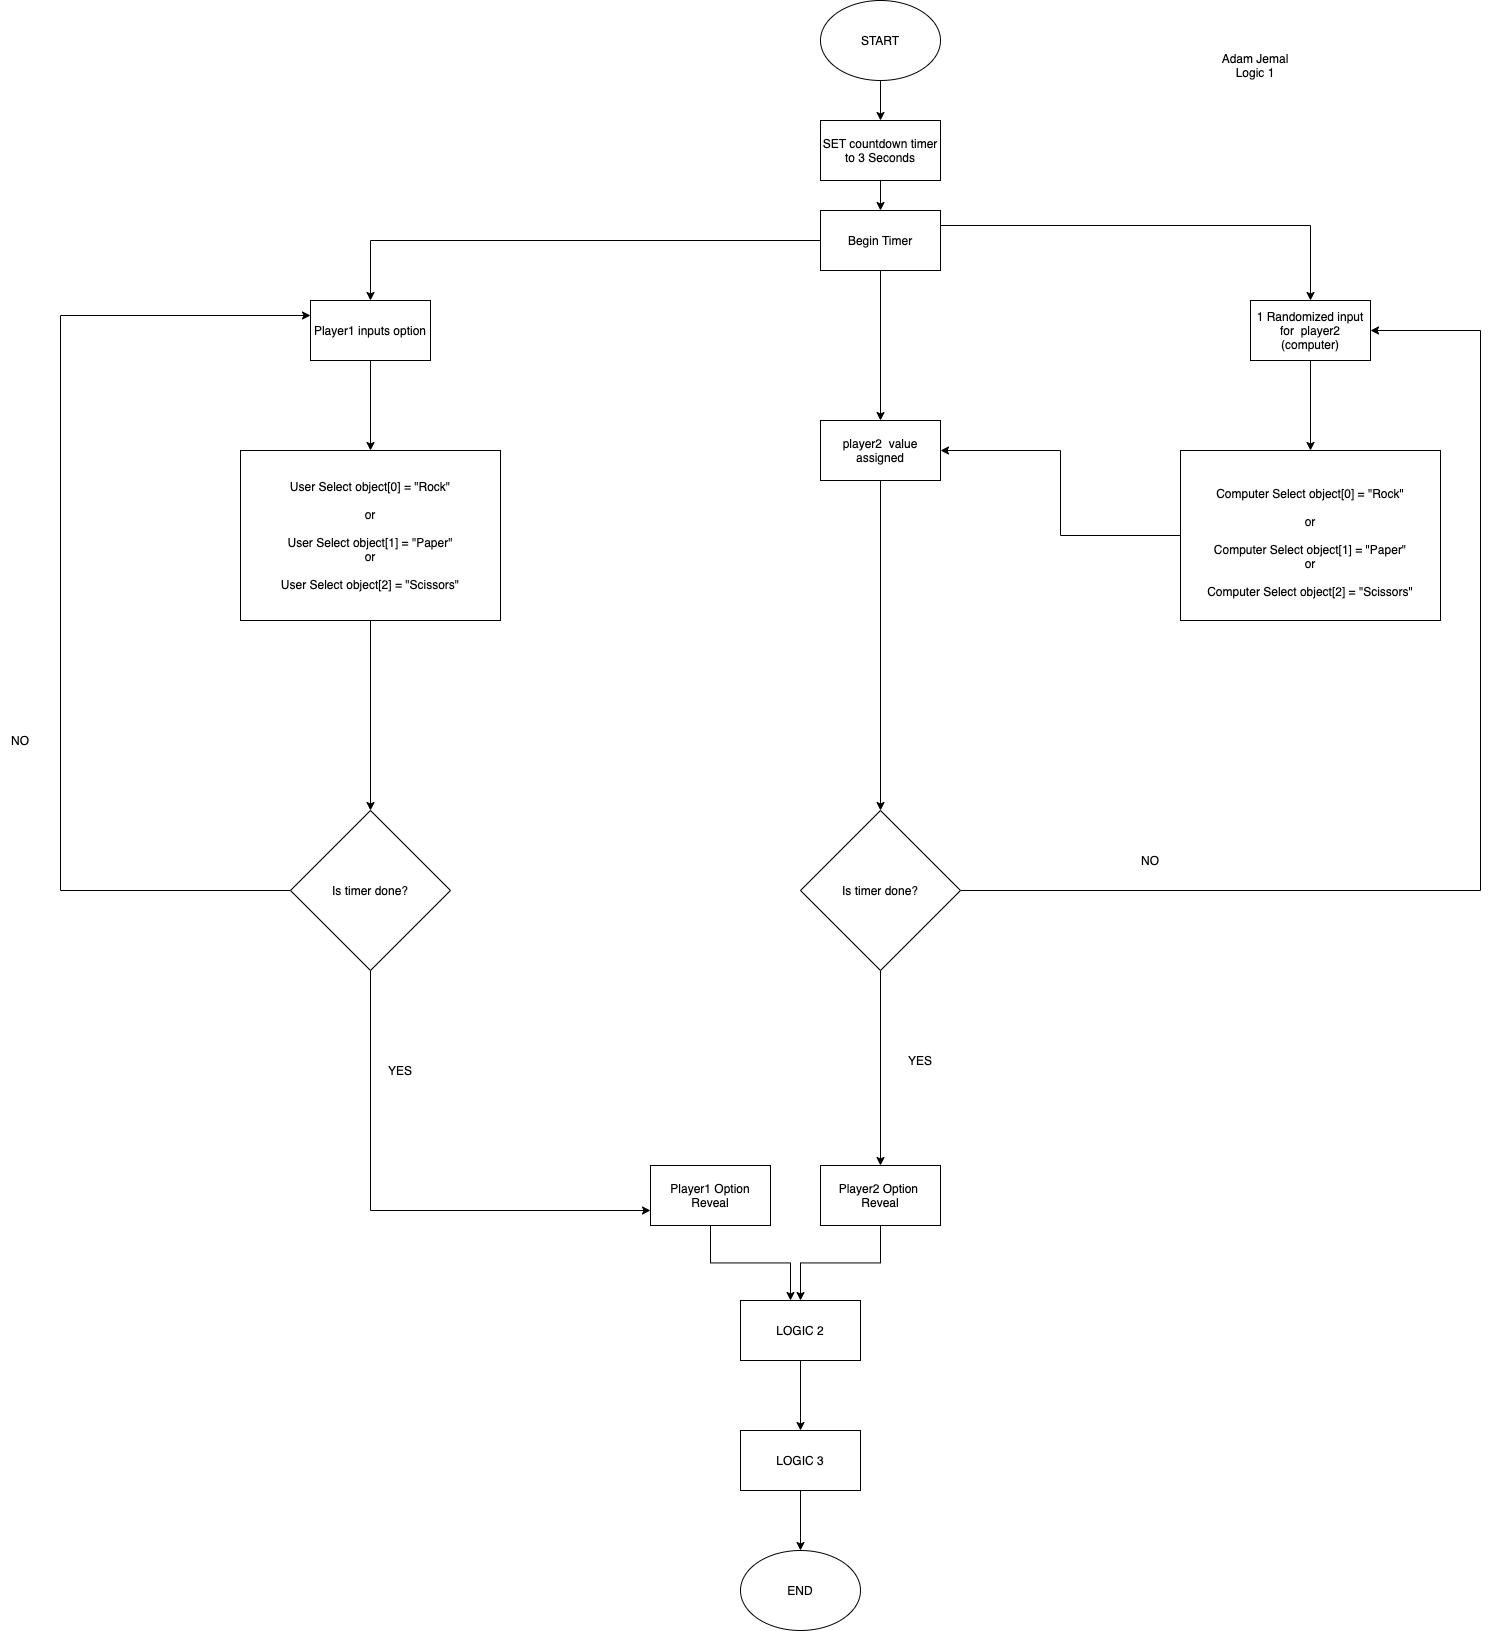 START
Adam Jemal
Logic 1
SET countdown timer
to 3 Seconds
Begin Timer
Player1 inputs option
1 Randomized input
for player2
(computer)
player2 value
assigned
User Select object[0] = "Rock"
or
User Select object[1] = "Paper"
or
User Select object[2] = "Scissors"
Computer Select object[0] = "Rock"
or
Computer Select object[1] = "Paper"
or
Computer Select object[2] = "Scissors"
NO
Is timer done?
Is timer done?
NO
YES
YES
Player1 Option
Reveal
Player2 Option
Reveal
LOGIC 2
LOGIC 3
END